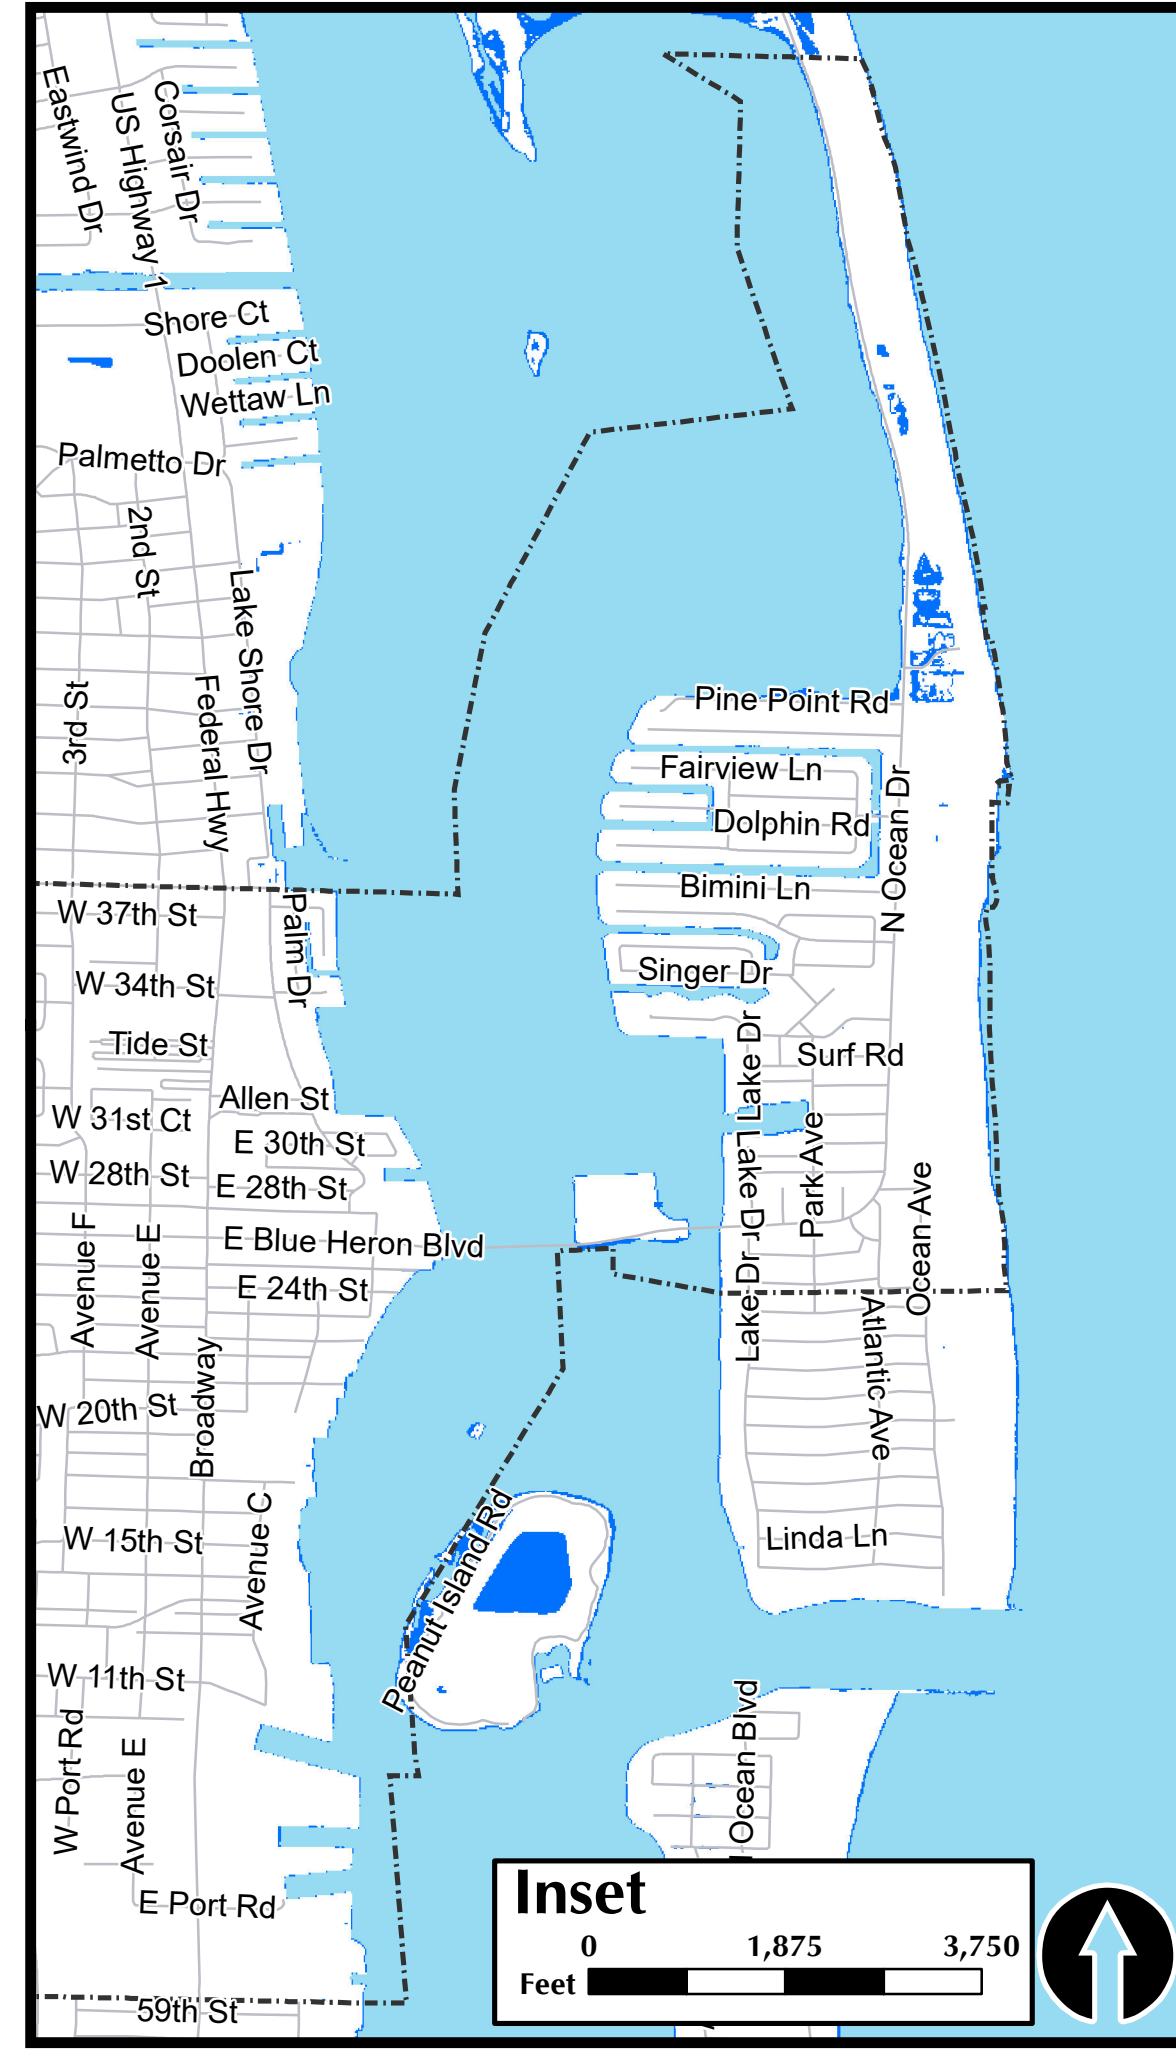 Eastwind Dr
US Highway 1
Corsair Dr
Shore Ct
Doolen Ct
Wettaw Ln
Palmetto Dr
2nd St
Lake Shore Dr
3rd St
Federal Hwy
Pine Point Rd
Fairview Ln
Dolphin Rd
N Ocean Dr
Bimini Ln
W 37th St
Palm Dr
Singer Dr
W 34th St
Tide St
Lake Dr
Surf Rd
Allen St
W 31st Ct
E 30th St
Park Ave
Lake Dr
W 28th St
E 28th St
Ocean Ave
Avenue F
Avenue E
E Blue Heron Blvd
E 24th St
Lake Dr
Atlantic Ave
Broadway
W 20th St
Avenue C
W 15th St
Peanut Island Rd
Linda Ln
W 11th St
W Port Rd
Avenue E
Ocean Blvd
E Port Rd
59th St
Inset
0 1,875 3,750
Feet